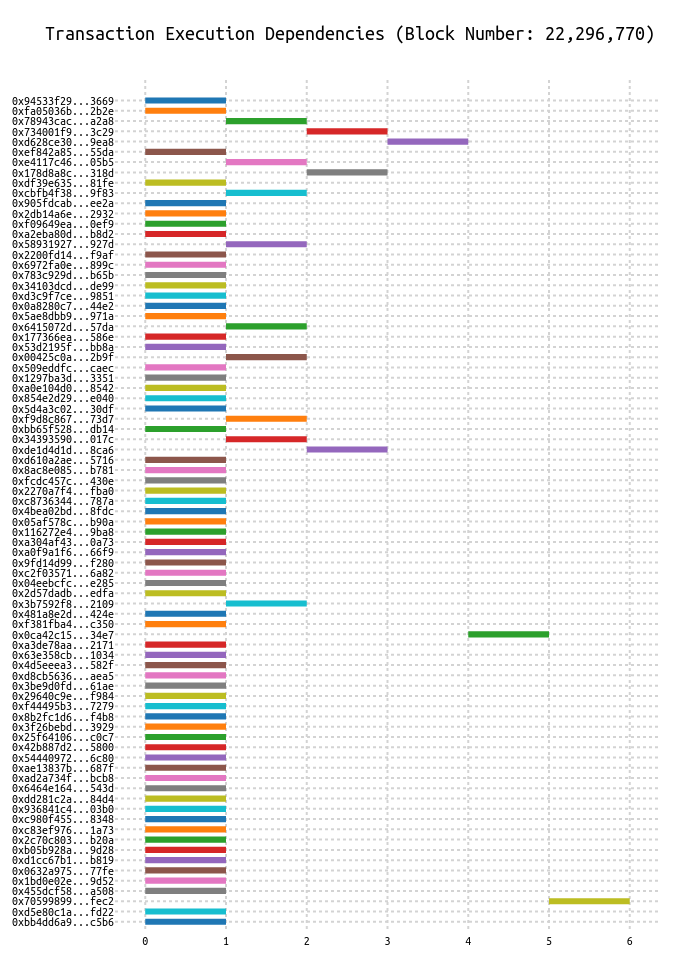 Transaction Execution Dependencies (Block Number: 22,296,770)
0x94533f29...3669
0xfa05036b...2b2e
0x78943cac...a2a8
0x734001f9...3c29
0xd628ce30...9ea8
0xef842a85...55da
0xe4117c46...05b5
0x178d8a8c...318d
0xdf39e635...81fe
0xcbfb4f38...9f83
0x905fdcab...ee2a
0x2db14a6e...2932
0xf09649ea...0ef9
0xa2eba80d...b8d2
0x58931927...927d
0x2200fd14...f9af
0x6972fa0e...899c
0x783c929d...b65b
0x34103dcd...de99
0xd3c9f7ce...9851
0x0a8280c7...44e2
0x5ae8dbb9...971a
0x6415072d...57da
0x177366ea...586e
0x53d2195f...bb8a
0x00425c0a...2b9f
0x509eddfc...caec
0x1297ba3d...3351
0xa0e104d0...8542
0x854e2d29...e040
0x5d4a3c02...30df
0xf9d8c867...73d7
0xbb65f528...db14
0x34393590...017c
0xde1d4d1d...8ca6
0xd610a2ae...5716
0x8ac8e085...b781
0xfcdc457c...430e
0x2270a7f4...fba0
0xc8736344...787a
0x4bea02bd...8fdc
0x05af578c...b90a
0x116272e4...9ba8
0xa304af43...0a73
0xa0f9a1f6...66f9
0x9fd14d99...f280
0xc2f03571...6a82
0x04eebcfc...e285
0x2d57dadb...edfa
0x3b7592f8...2109
0x481a8e2d...424e
0xf381fba4...c350
0x0ca42c15...34e7
0xa3de78aa...2171
0x63e358cb...1034
0x4d5eeea3...582f
0xd8cb5636...aea5
0x3be9d0fd...61ae
0x29640c9e...f984
0xf44495b3...7279
0x8b2fc1d6...f4b8
0x3f26bebd...3929
0x25f64106...c0c7
0x42b887d2...5800
0x54440972...6c80
0xae13837b...687f
0xad2a734f...bcb8
0x6464e164...543d
0xdd281c2a...84d4
0x936841c4...03b0
0xc980f455...8348
0xc83ef976...1a73
0x2c70c803...b20a
0xb05b928a...9d28
0xd1cc67b1...b819
0x0632a975...77fe
0x1bd0e02e...9d52
0x455dcf58...a508
0x70599899...fec2
0xd5e80c1a...fd22
0xbb4dd6a9...c5b6
0 1 2 3 4 5 6